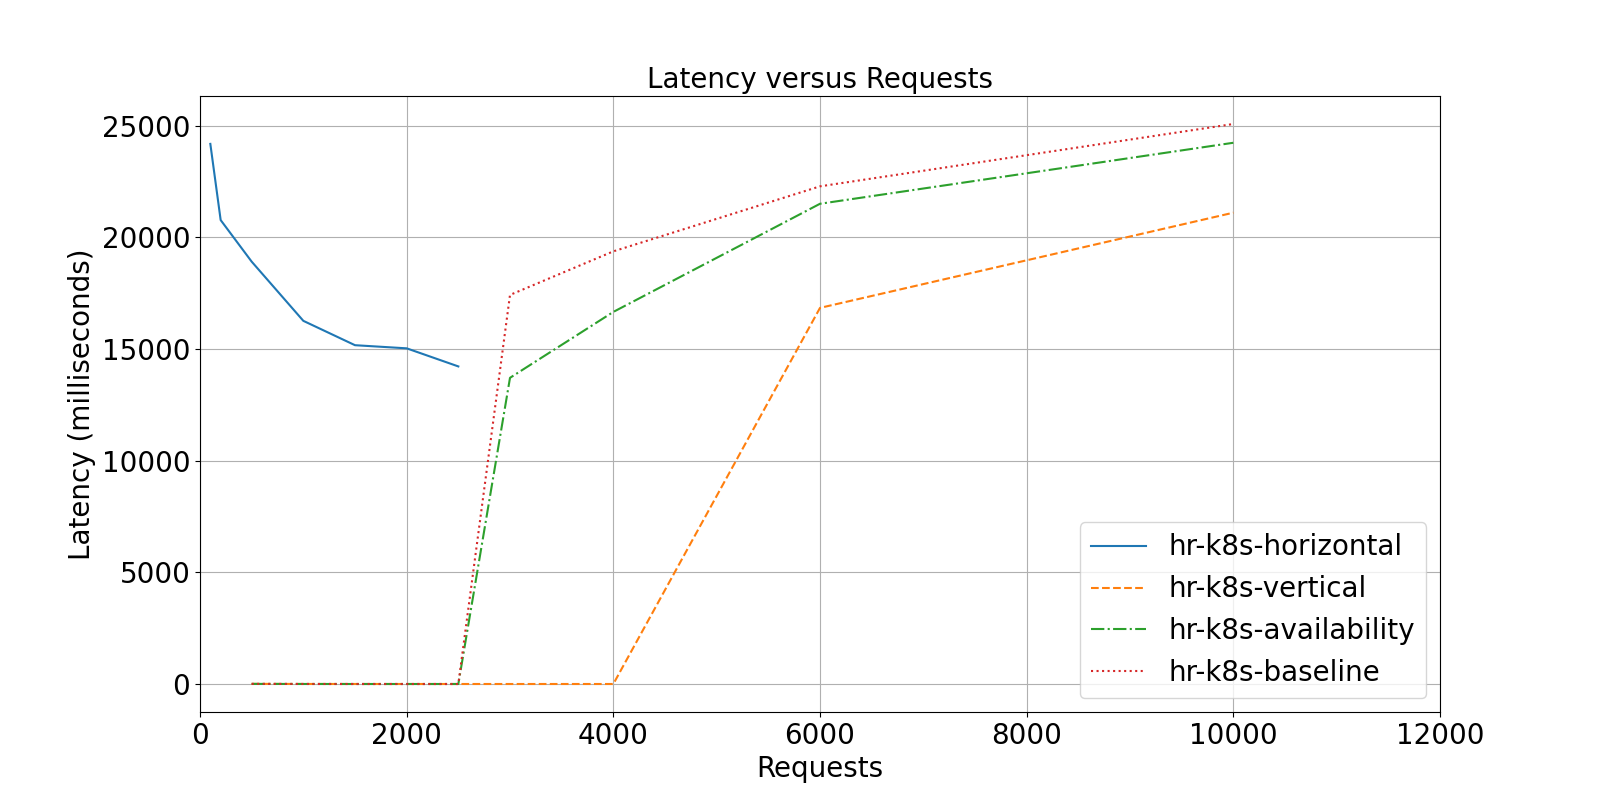 Latency versus Requests
Latency (milliseconds)
25000
20000
15000
10000
5000
0
0 2000 4000 6000 8000 10000 12000
Requests
hr-k8s-horizontal
hr-k8s-vertical
hr-k8s-availability
hr-k8s-baseline